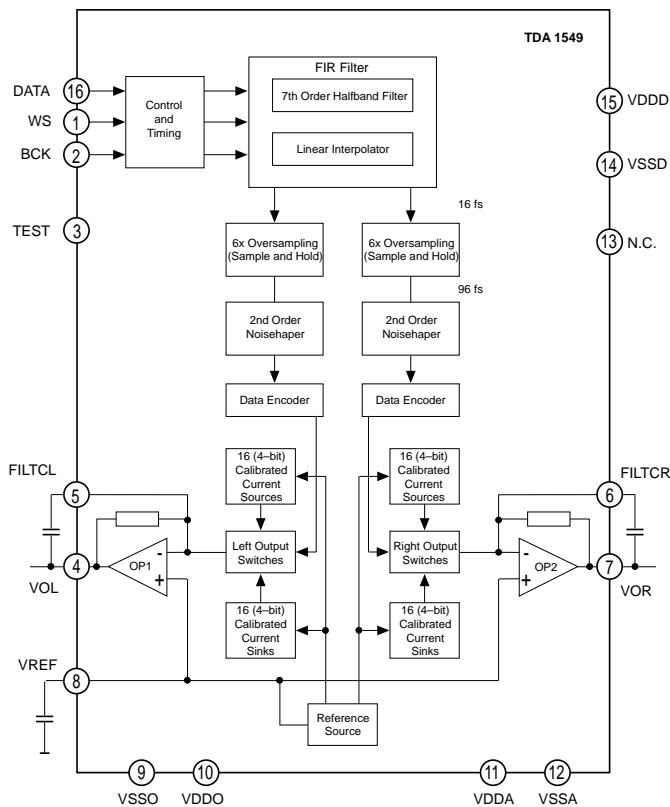 TDA 1549
FIR Filter
DATA
16
7th Order Halfband Filter
15
VDDD
Control
and
Timing
WS
1
Linear Interpolator
BCK
2
14
VSSD
16 fs
TEST
3
6x Oversampling
(Sample and Hold)
6x Oversampling
(Sample and Hold)
13
N.C.
96 fs
2nd Order
Noisehaper
2nd Order
Noisehaper
Data Encoder
Data Encoder
16 (4–bit)
Calibrated
Current
Sources
16 (4–bit)
Calibrated
Current
Sources
FILTCL
5
FILTCR
6
Left Output
Switches
Right Output
Switches
-
+
OP1
-
+
OP2
4
VOL
7
VOR
16 (4–bit)
Calibrated
Current
Sinks
16 (4–bit)
Calibrated
Current
Sinks
VREF
8
Reference
Source
9
10
11
12
VSSO
VDDO
VDDA
VSSA